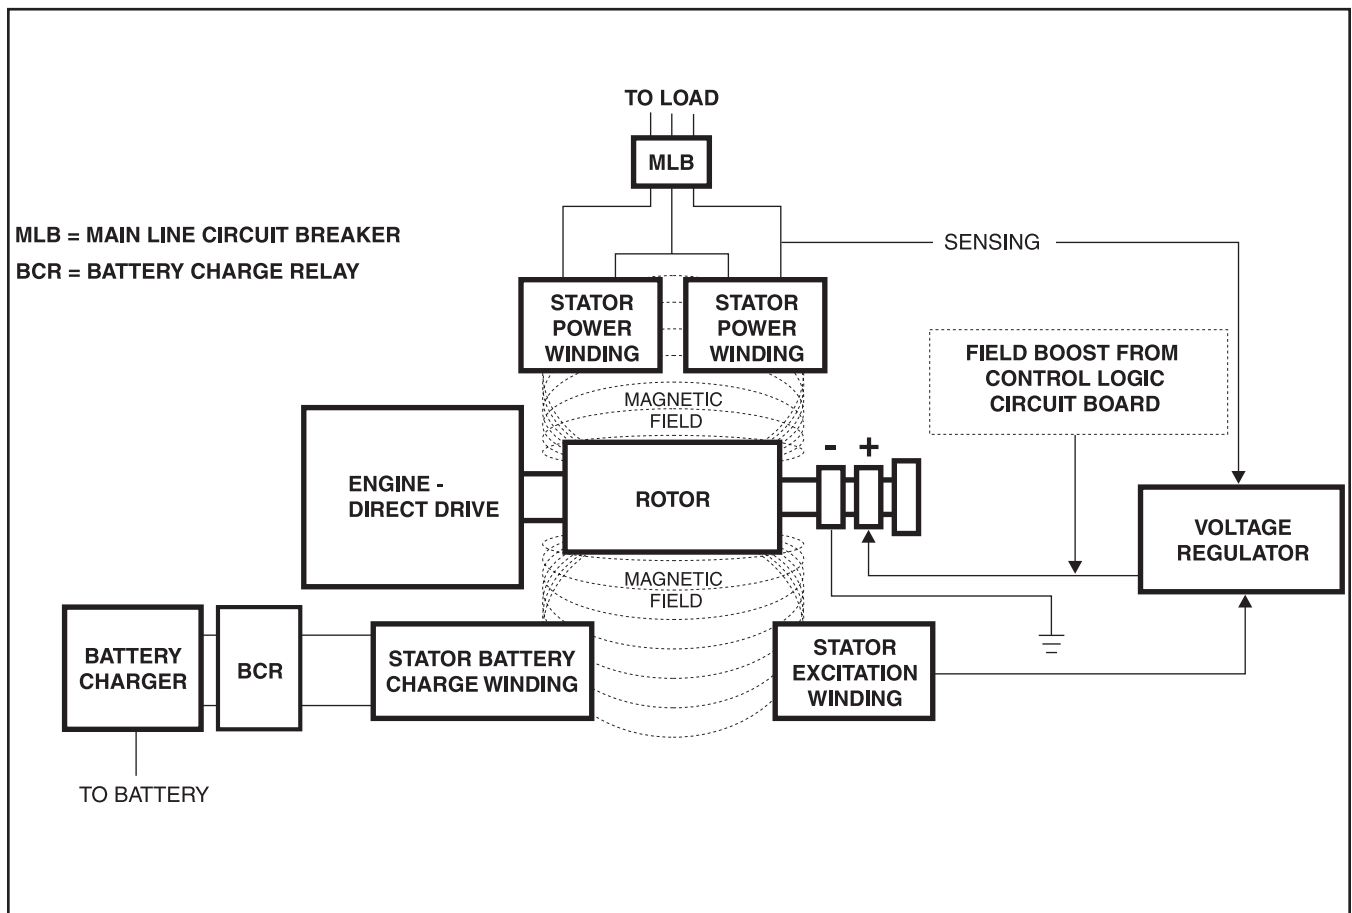 TO LOAD
MLB
MLB = MAIN LINE CIRCUIT BREAKER
BCR = BATTERY CHARGE RELAY
SENSING
STATOR
POWER
WINDING
STATOR
POWER
WINDING
FIELD BOOST FROM
CONTROL LOGIC
CIRCUIT BOARD
MAGNETIC
FIELD
ENGINE -
DIRECT DRIVE
ROTOR
- +
VOLTAGE
REGULATOR
MAGNETIC
FIELD
BATTERY
CHARGER
BCR
STATOR BATTERY
CHARGE WINDING
STATOR
EXCITATION
WINDING
TO BATTERY